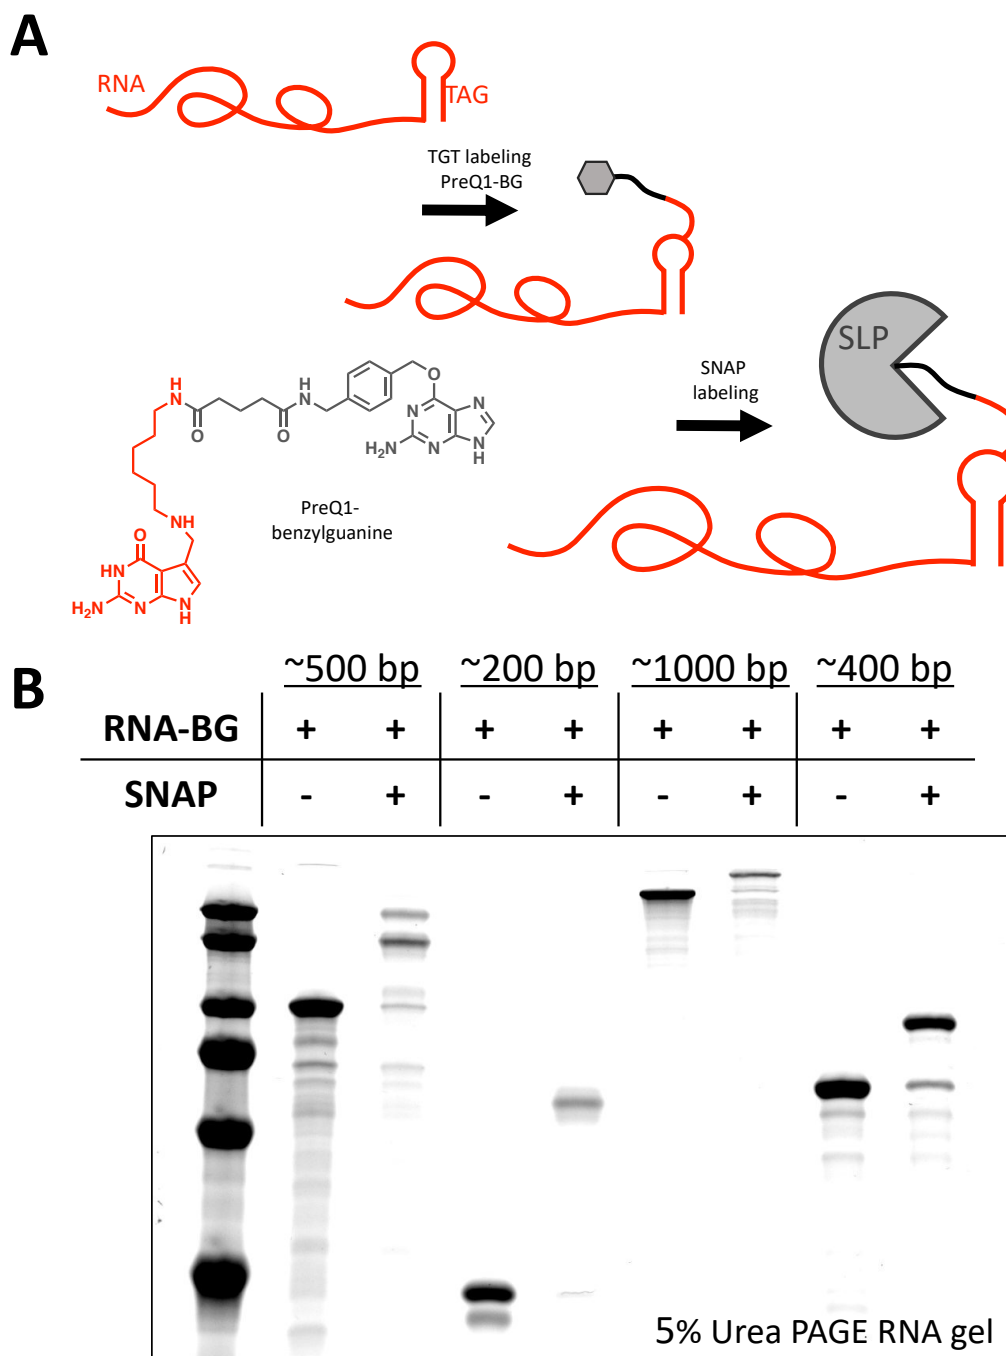 A
RNA
TAG
TGT labeling
PreQ1-BG
SLP
SNAP
labeling
H
N
O
O
H
N
O
N
N
N
N
H
H₂N
NH
O
HN
H₂N
N
N
H
PreQ1-
benzylguanine
B
~500 bp ~200 bp ~1000 bp ~400 bp
RNA-BG + + + + + + + +
SNAP - + - + - + - +
5% Urea PAGE RNA gel